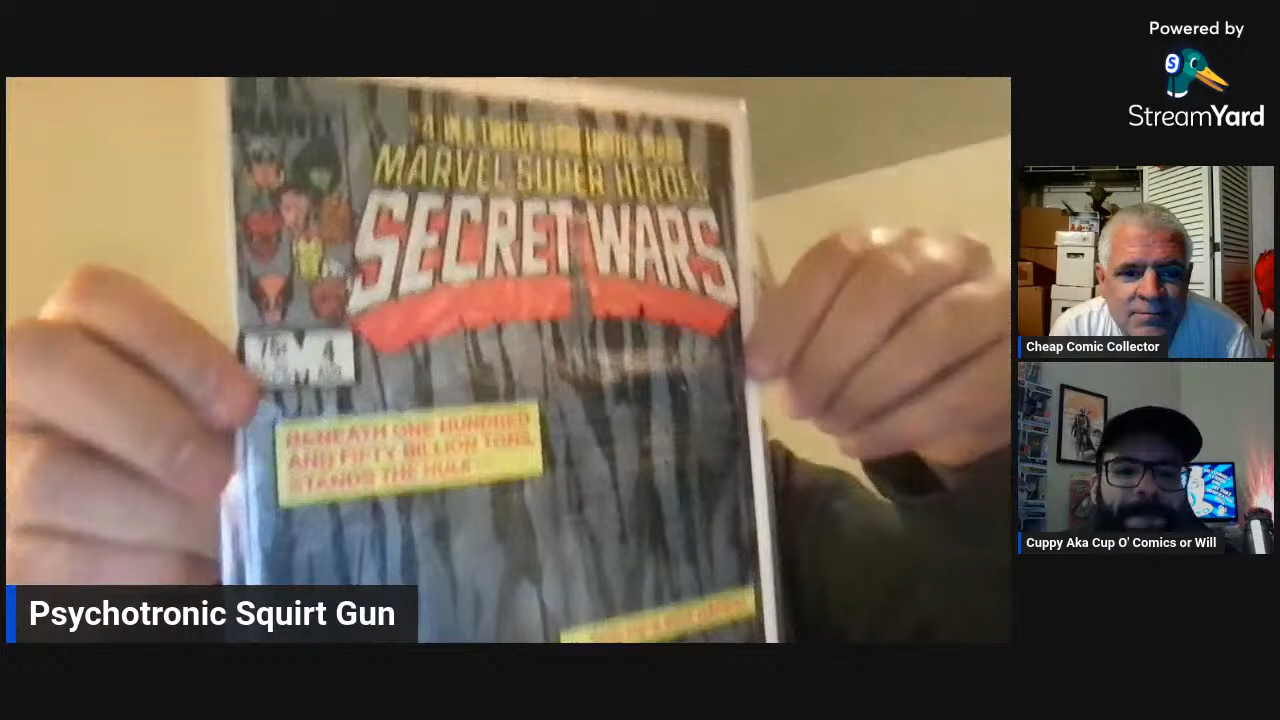 Powered by
StreamYard
MARVEL SUPER HEROES
SECRET WARS
4
BENEATH ONE HUNDRED
AND FIFTY BILLION TONS,
STANDS THE HULK
Psychotronic Squirt Gun
Cheap Comic Collector
Cuppy Aka Cup O' Comics or Will